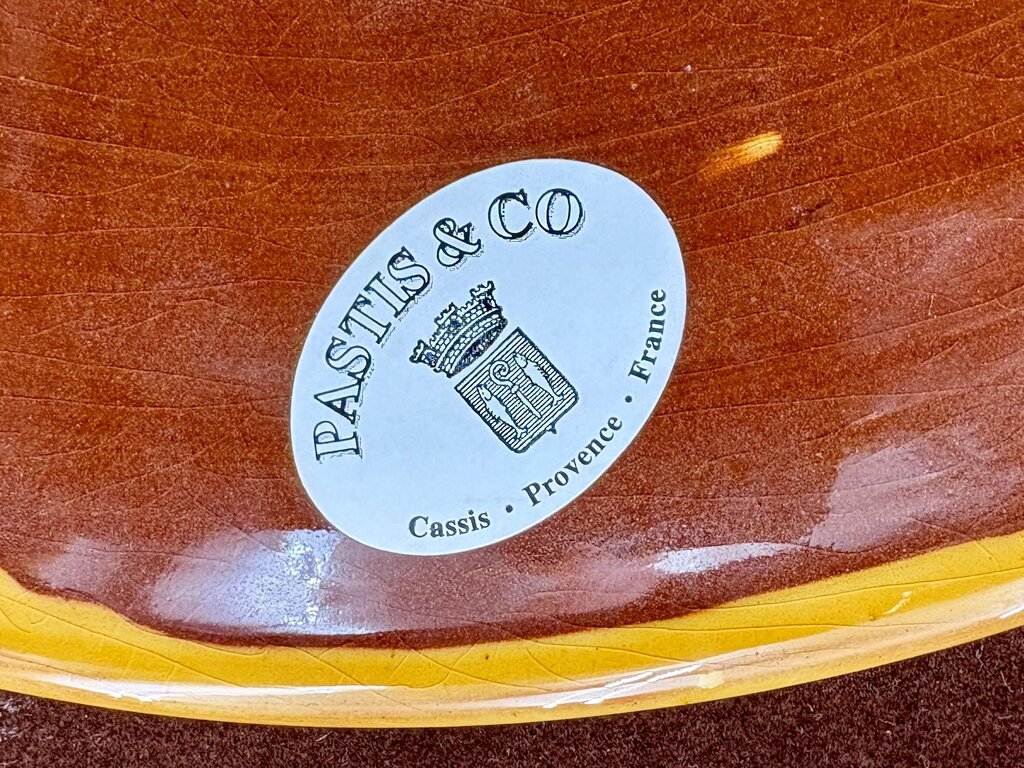 PASTIS & CO
Cassis • Provence • France